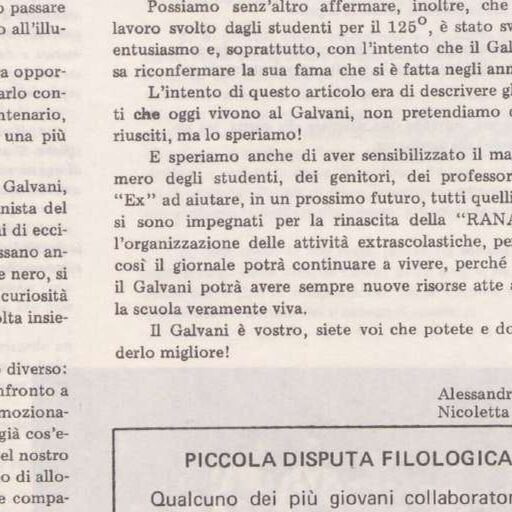 passare
o all'illu-
a oppor-
arlo con-
ntenario,
una più
Galvani,
nista del
i di ecci-
ssano an-
e nero, si
curiosità
lta insie-
diverso:
nfronto a
moziona-
già cos'e-
el nostro
o di allo-
e compa-
Possiamo senz'altro affermare, inoltre, che
lavoro svolto dagli studenti per il 125°, è stato sv
entusiasmo e, soprattutto, con l'intento che il Gal
sa riconfermare la sua fama che si è fatta negli ann
L'intento di questo articolo era di descrivere gl
ti che oggi vivono al Galvani, non pretendiamo
riusciti, ma lo speriamo!
E speriamo anche di aver sensibilizzato il ma
mero degli studenti, dei genitori, dei professor
"Ex" ad aiutare, in un prossimo futuro, tutti quelli
si sono impegnati per la rinascita della "RANA
l'organizzazione delle attività extrascolastiche, pe
così il giornale potrà continuare a vivere, perché
il Galvani potrà avere sempre nuove risorse atte
la scuola veramente viva.
Il Galvani è vostro, siete voi che potete e do
derlo migliore!
Alessandr
Nicoletta
PICCOLA DISPUTA FILOLOGICA
Qualcuno dei più giovani collaborator